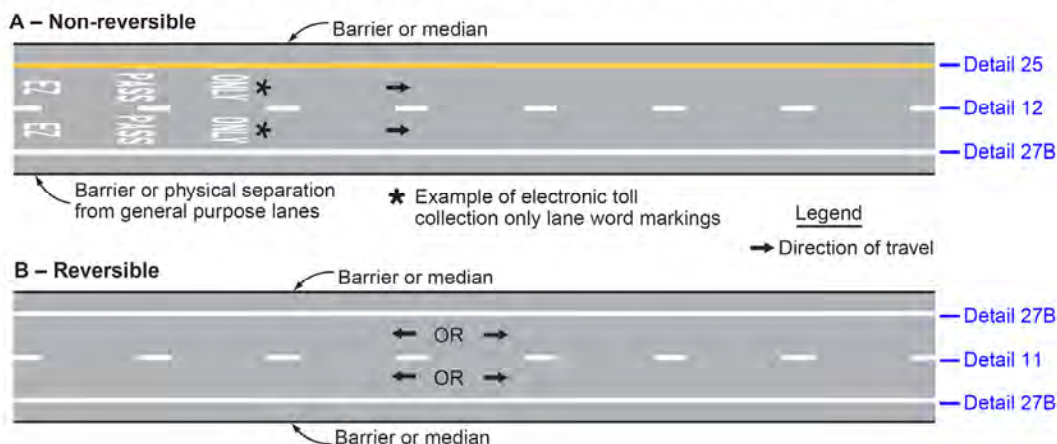 A – Non-reversible
Barrier or median
Detail 25
EZ PASS ONLY *
Detail 12
EZ PASS ONLY *
Detail 27B
Barrier or physical separation
from general purpose lanes
* Example of electronic toll
collection only lane word markings
Legend
Direction of travel
B – Reversible
Barrier or median
Detail 27B
OR
Detail 11
OR
Detail 27B
Barrier or median